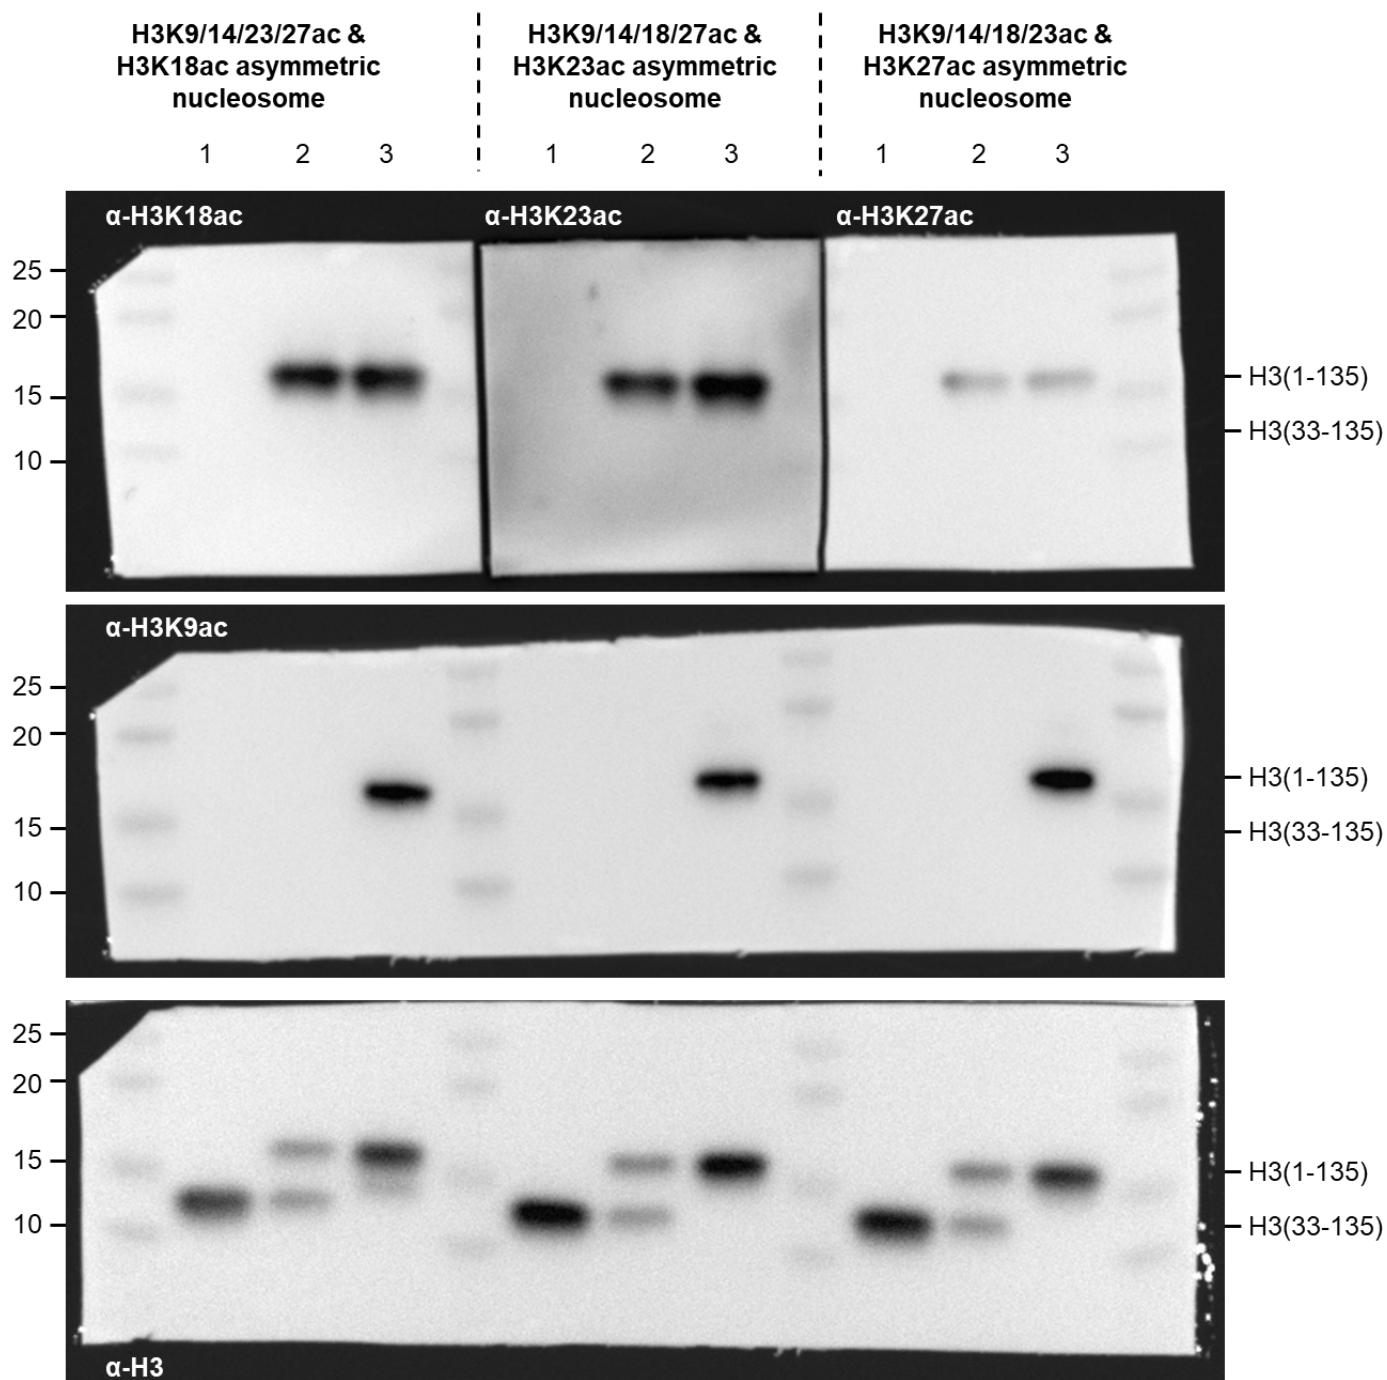 H3K9/14/23/27ac &
H3K18ac asymmetric
nucleosome
H3K9/14/18/27ac &
H3K23ac asymmetric
nucleosome
H3K9/14/18/23ac &
H3K27ac asymmetric
nucleosome
1 2 3 1 2 3 1 2 3
α-H3K18ac α-H3K23ac α-H3K27ac
25
20
15
10
H3(1-135)
H3(33-135)
α-H3K9ac
25
20
15
10
H3(1-135)
H3(33-135)
25
20
15
10
H3(1-135)
H3(33-135)
α-H3